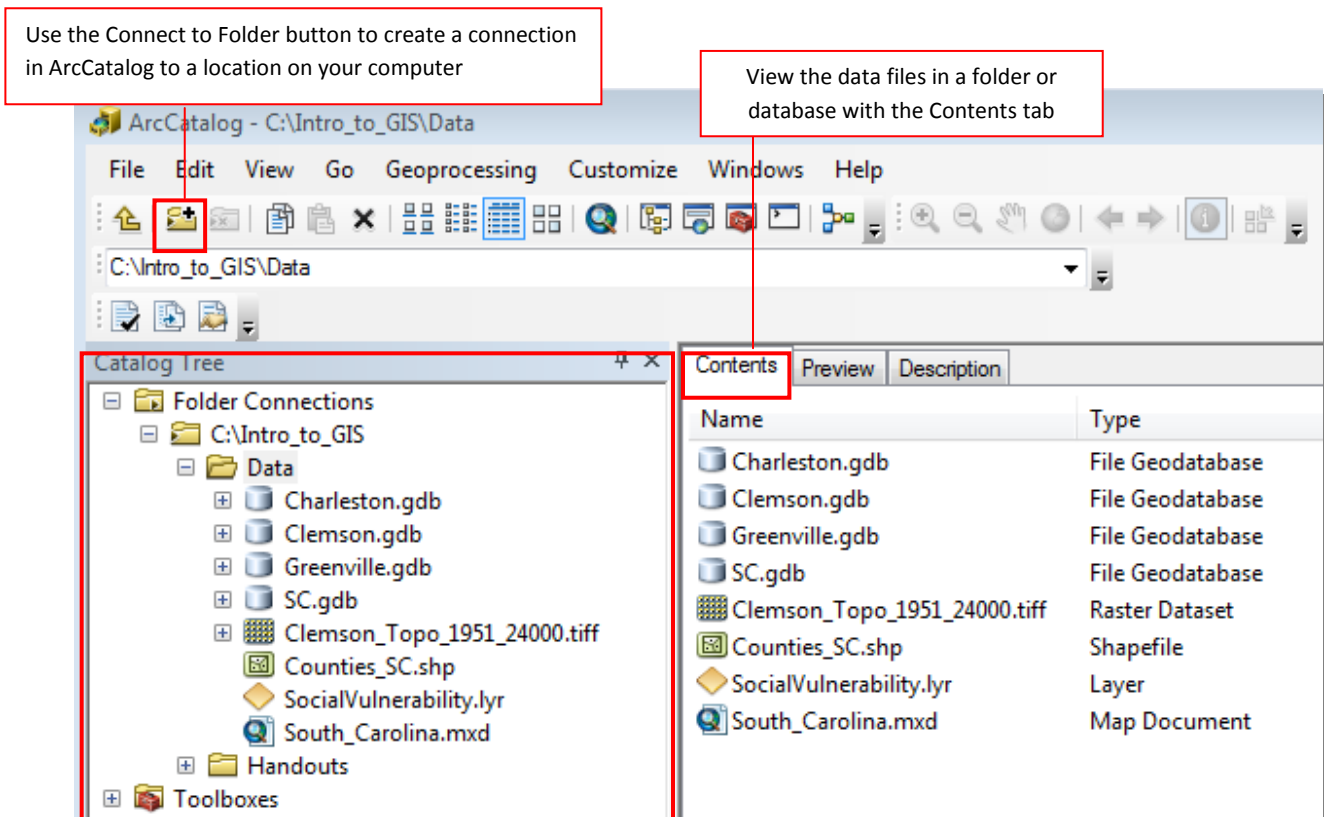 Use the Connect to Folder button to create a connection
in ArcCatalog to a location on your computer
View the data files in a folder or
database with the Contents tab
ArcCatalog - C:\Intro_to_GIS\Data
File Edit View Go Geoprocessing Customize Windows Help
C:\Intro_to_GIS\Data
Catalog Tree
Folder Connections
C:\Intro_to_GIS
Data
Charleston.gdb
Clemson.gdb
Greenville.gdb
SC.gdb
Clemson_Topo_1951_24000.tiff
Counties_SC.shp
SocialVulnerability.lyr
South_Carolina.mxd
Handouts
Toolboxes
Contents Preview Description
Name Type
Charleston.gdb File Geodatabase
Clemson.gdb File Geodatabase
Greenville.gdb File Geodatabase
SC.gdb File Geodatabase
Clemson_Topo_1951_24000.tiff Raster Dataset
Counties_SC.shp Shapefile
SocialVulnerability.lyr Layer
South_Carolina.mxd Map Document